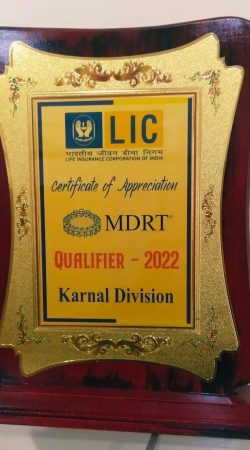 LIC
भारतीय जीवन बीमा निगम
LIFE INSURANCE CORPORATION OF INDIA
Certificate of Appreciation
MDRT®
QUALIFIER - 2022
Karnal Division